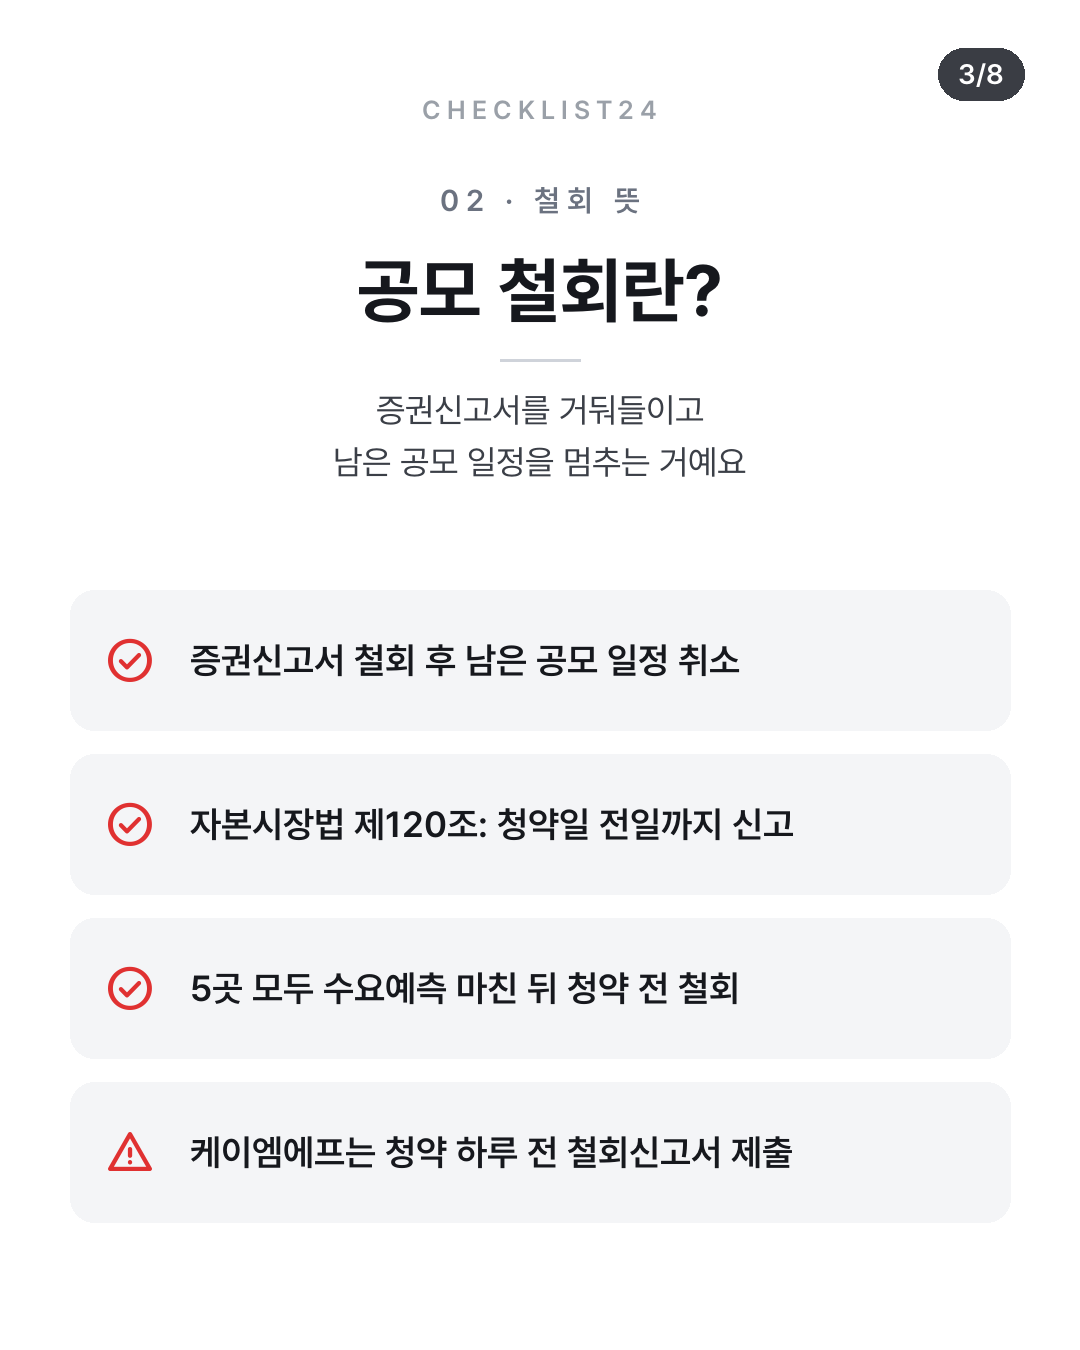 3/8
CHECKLIST24
02 · 철회 뜻
공모 철회란?
증권신고서를 거둬들이고
남은 공모 일정을 멈추는 거예요
증권신고서 철회 후 남은 공모 일정 취소
자본시장법 제120조: 청약일 전일까지 신고
5곳 모두 수요예측 마친 뒤 청약 전 철회
케이엠에프는 청약 하루 전 철회신고서 제출